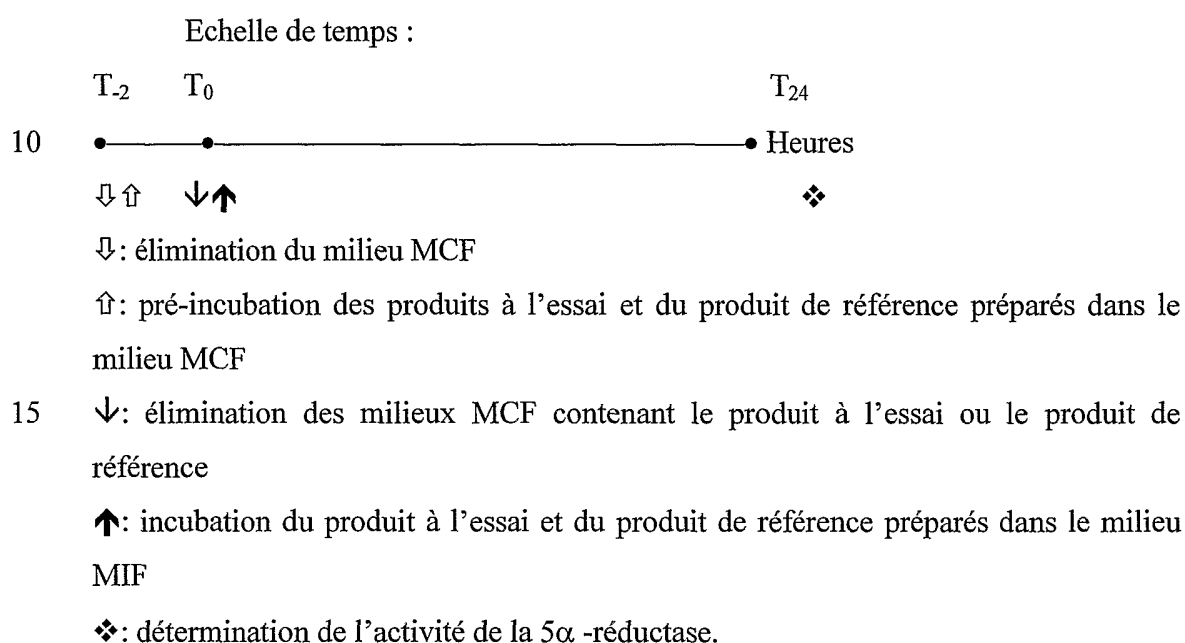 Echelle de temps :
T-2 T0 T24
10 •————•————————————————• Heures
⇩⇧ ↓↑ ❖
⇩: élimination du milieu MCF
⇧: pré-incubation des produits à l'essai et du produit de référence préparés dans le
milieu MCF
15 ↓: élimination des milieux MCF contenant le produit à l'essai ou le produit de
référence
↑: incubation du produit à l'essai et du produit de référence préparés dans le milieu
MIF
❖: détermination de l'activité de la 5α -réductase.